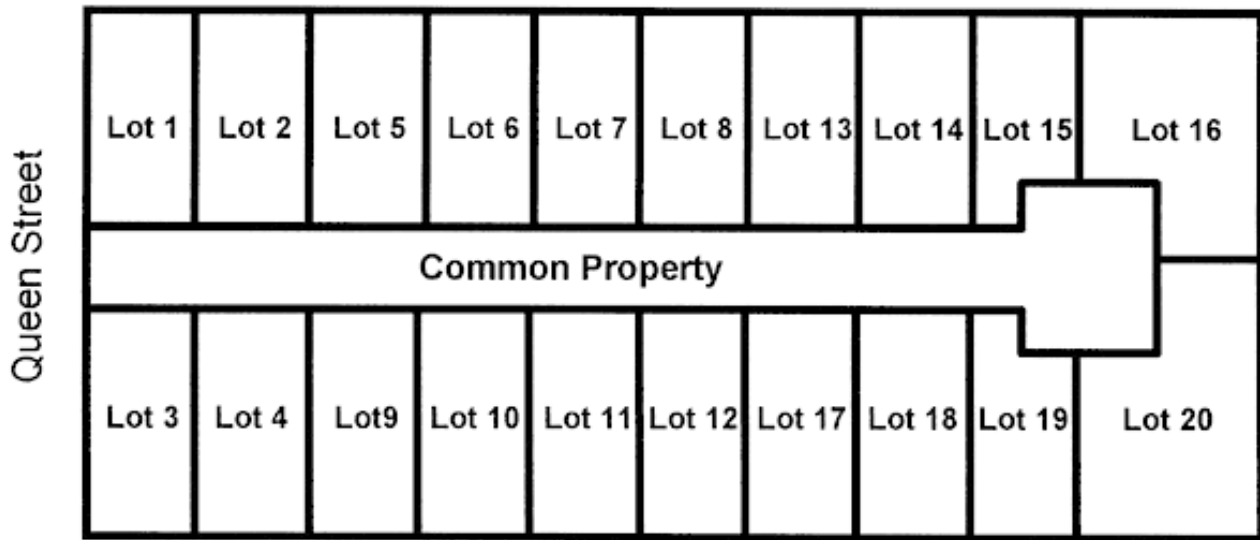 Queen Street
Lot 1 Lot 2 Lot 5 Lot 6 Lot 7 Lot 8 Lot 13 Lot 14 Lot 15 Lot 16
Common Property
Lot 3 Lot 4 Lot9 Lot 10 Lot 11 Lot 12 Lot 17 Lot 18 Lot 19 Lot 20